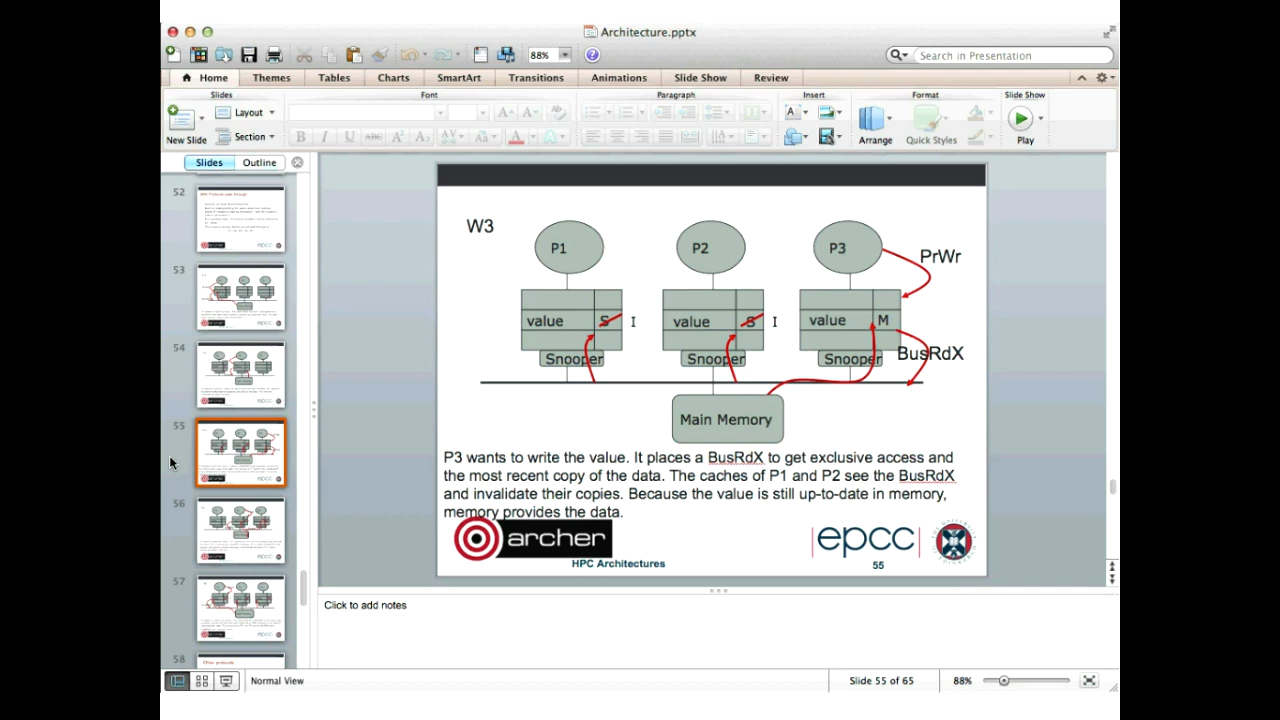 Architecture.pptx
88%
Search in Presentation
Home Themes Tables Charts SmartArt Transitions Animations Slide Show Review
Slides Font Paragraph Insert Format Slide Show
New Slide Layout Section Arrange Quick Styles Play
Slides Outline
52
53
54
55
56
57
58
W3
P1 P2 P3
PrWr
value S I value S I value M
Snooper Snooper Snooper
BusRdX
Main Memory
P3 wants to write the value. It places a BusRdX to get exclusive access and
the most recent copy of the data. The caches of P1 and P2 see the BusRdX
and invalidate their copies. Because the value is still up-to-date in memory,
memory provides the data.
archer
epcc
HPC Architectures
55
Click to add notes
Normal View
Slide 55 of 65
88%